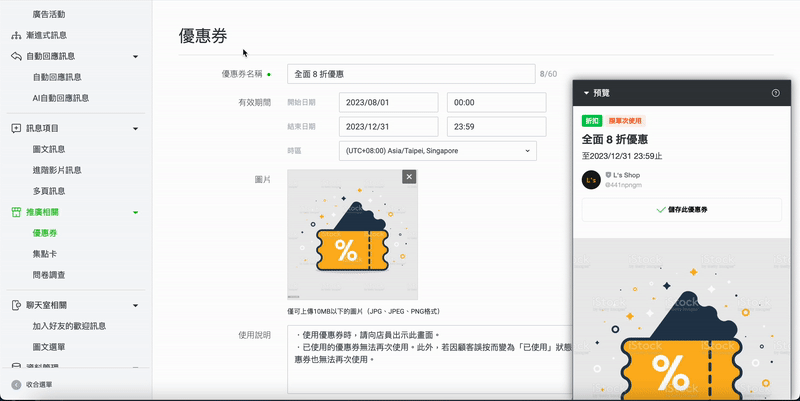 廣告活動
漸進式訊息
自動回應訊息
自動回應訊息
AI自動回應訊息
訊息項目
圖文訊息
進階影片訊息
多頁訊息
推廣相關
優惠券
集點卡
問卷調查
聊天室相關
加入好友的歡迎訊息
圖文選單
資料管理
收合選單
優惠券
優惠券名稱
全面 8 折優惠
8/60
有效期間
開始日期
2023/08/01
00:00
結束日期
2023/12/31
23:59
時區
(UTC+08:00) Asia/Taipei, Singapore
圖片
iStock
%
僅可上傳10MB以下的圖片（JPG、JPEG、PNG格式）
使用說明
・使用優惠券時，請向店員出示此畫面。
・已使用的優惠券無法再次使用。此外，若因顧客誤按而變為「已使用」狀態
惠券也無法再次使用。
預覽
折扣
限單次使用
全面 8 折優惠
至2023/12/31 23:59止
L's
L's Shop
@441npngm
儲存此優惠券
iStock
%